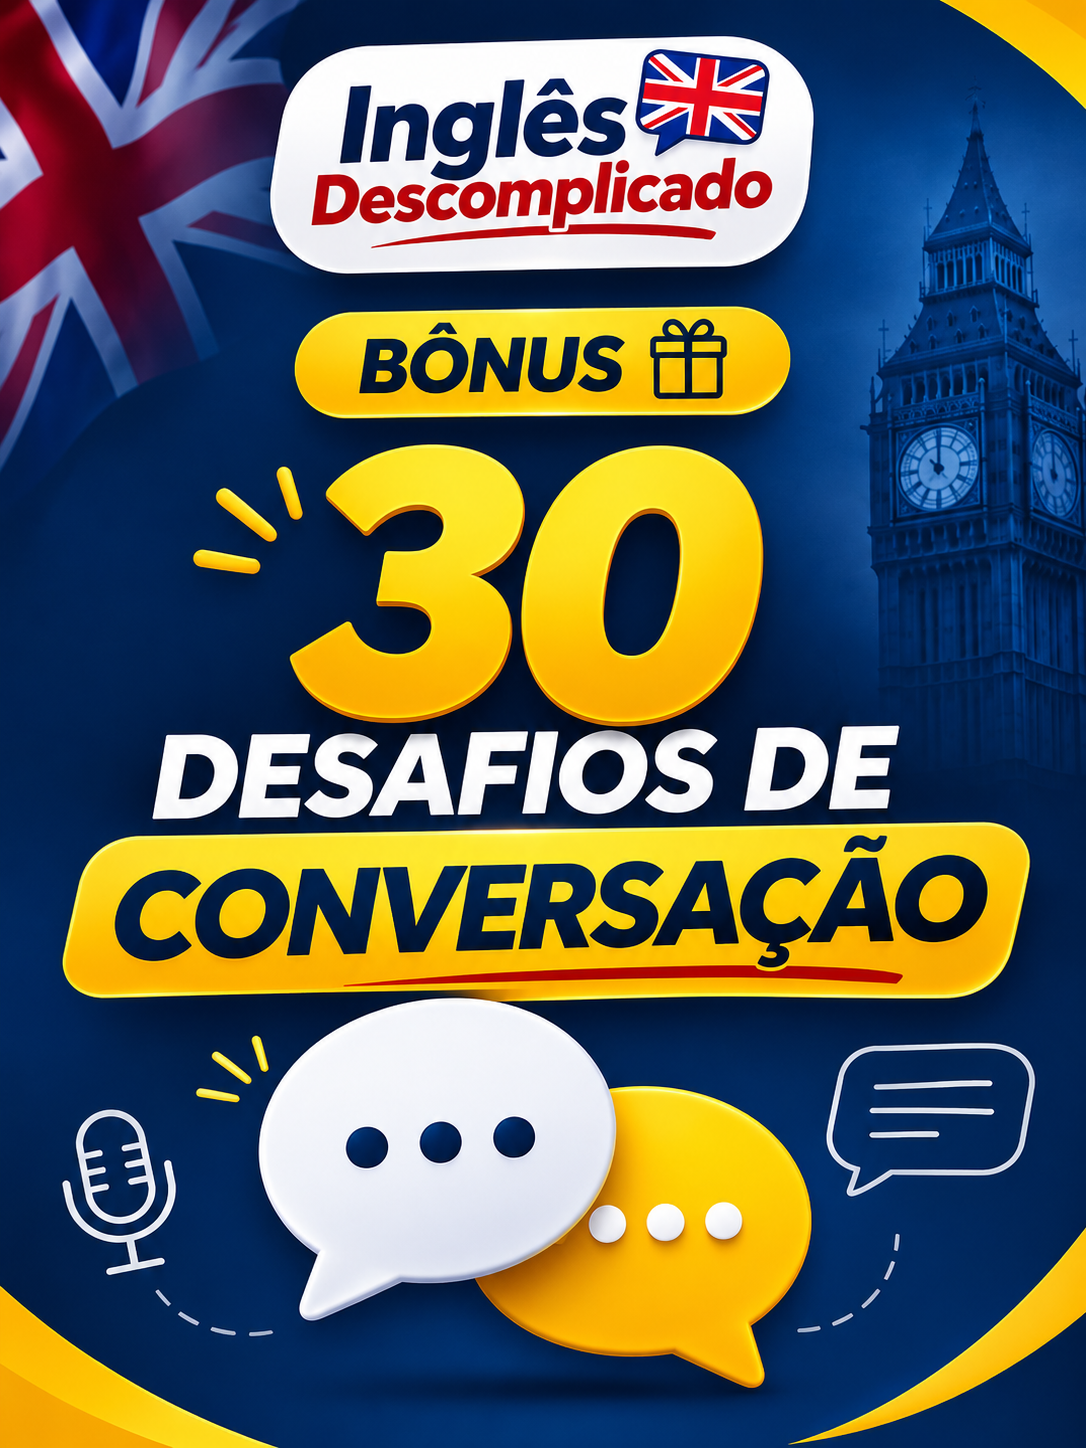 Inglês
Descomplicado
BÔNUS
30
DESAFIOS DE
CONVERSAÇÃO